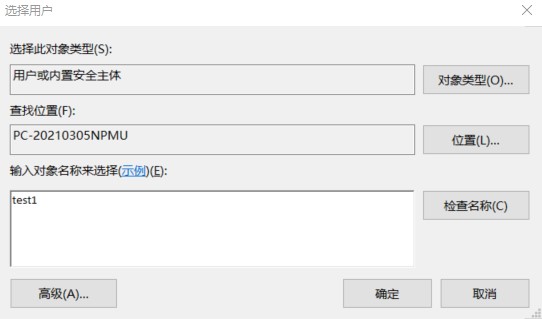 选择用户
选择此对象类型(S):
用户或内置安全主体
对象类型(O)...
查找位置(F):
PC-20210305NPMU
位置(L)...
输入对象名称来选择(示例)(E):
test1
检查名称(C)
高级(A)...
确定
取消